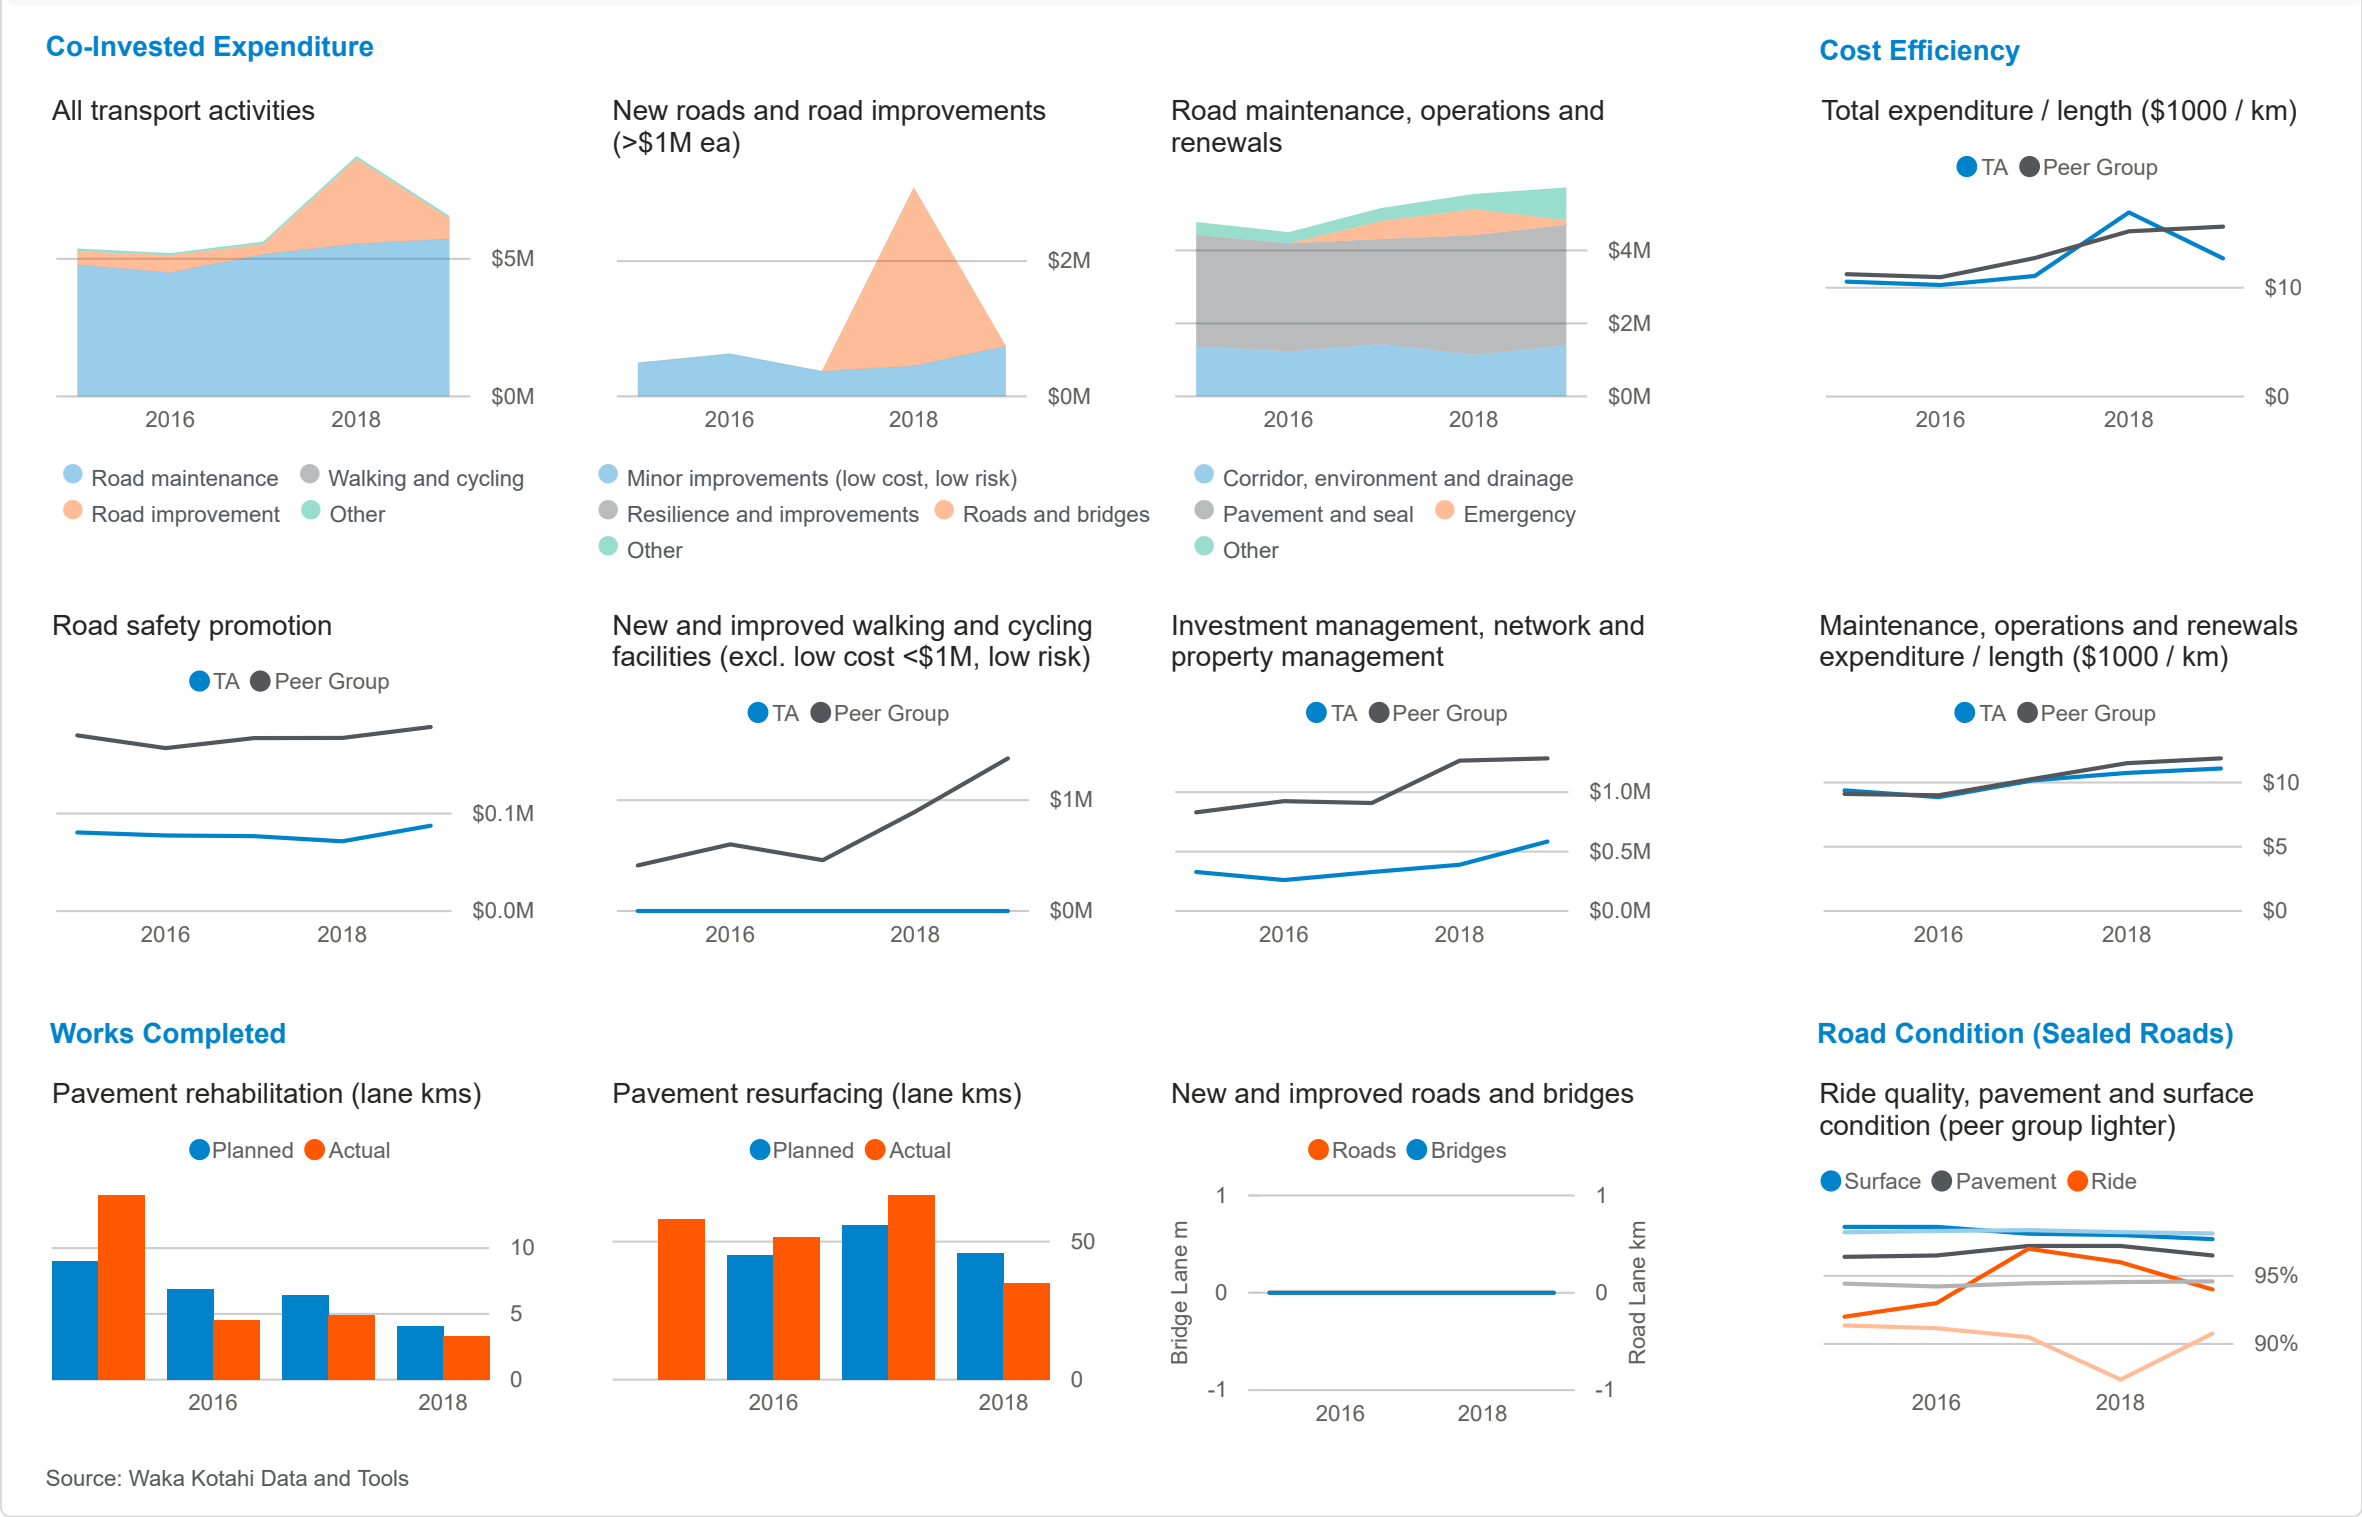 Co-Invested Expenditure
Cost Efficiency
All transport activities
$5M
$0M
2016 2018
Road maintenance Walking and cycling
Road improvement Other
New roads and road improvements
(>$1M ea)
$2M
$0M
2016 2018
Minor improvements (low cost, low risk)
Resilience and improvements Roads and bridges
Other
Road maintenance, operations and
renewals
$4M
$2M
$0M
2016 2018
Corridor, environment and drainage
Pavement and seal Emergency
Other
Total expenditure / length ($1000 / km)
TA Peer Group
$10
$0
2016 2018
Road safety promotion
TA Peer Group
$0.1M
$0.0M
2016 2018
New and improved walking and cycling
facilities (excl. low cost <$1M, low risk)
TA Peer Group
$1M
$0M
2016 2018
Investment management, network and
property management
TA Peer Group
$1.0M
$0.5M
$0.0M
2016 2018
Maintenance, operations and renewals
expenditure / length ($1000 / km)
TA Peer Group
$10
$5
$0
2016 2018
Works Completed
Road Condition (Sealed Roads)
Pavement rehabilitation (lane kms)
Planned Actual
10
5
0
2016 2018
Pavement resurfacing (lane kms)
Planned Actual
50
0
2016 2018
New and improved roads and bridges
Roads Bridges
Bridge Lane m
1 1
0 0
-1 -1
Road Lane km
2016 2018
Ride quality, pavement and surface
condition (peer group lighter)
Surface Pavement Ride
95%
90%
2016 2018
Source: Waka Kotahi Data and Tools